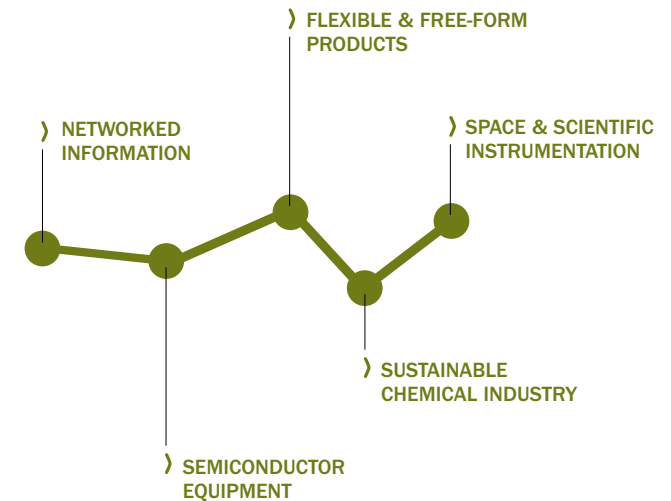 FLEXIBLE & FREE-FORM
PRODUCTS
NETWORKED
INFORMATION
SPACE & SCIENTIFIC
INSTRUMENTATION
SUSTAINABLE
CHEMICAL INDUSTRY
SEMICONDUCTOR
EQUIPMENT